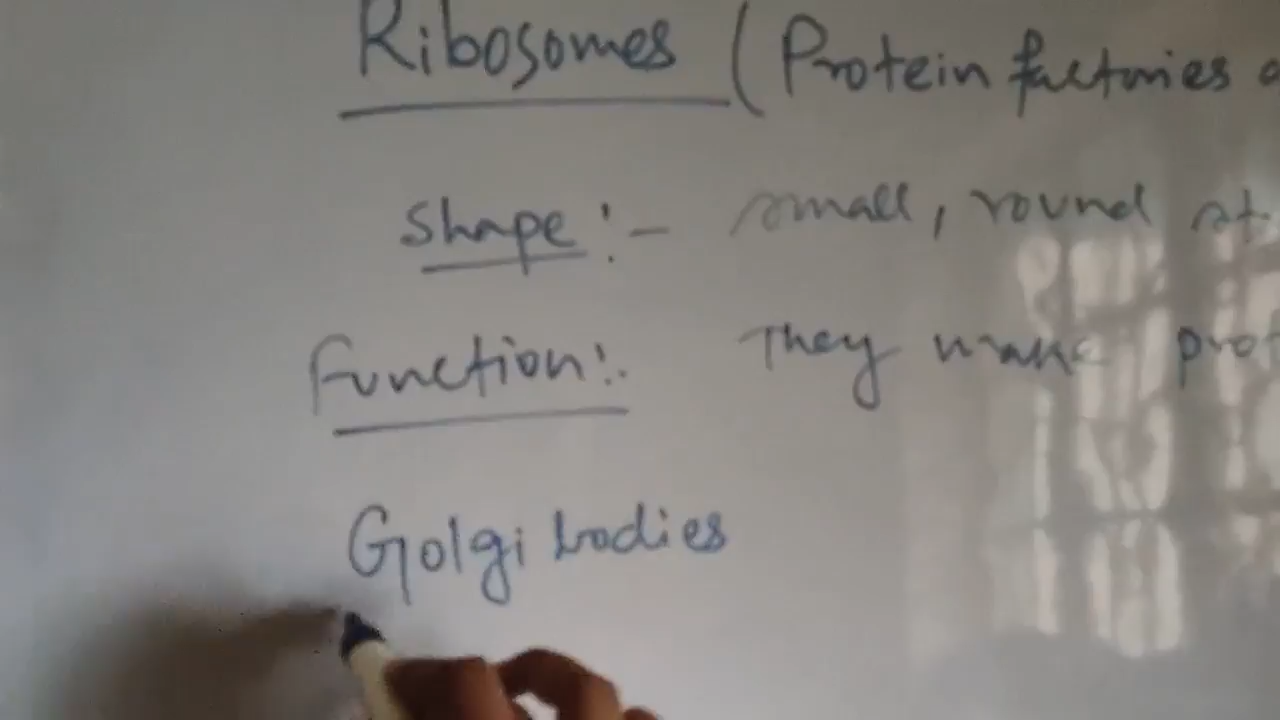 Ribosomes (Protein factories
Shape:- small, round
Function:. They make
Golgi bodies